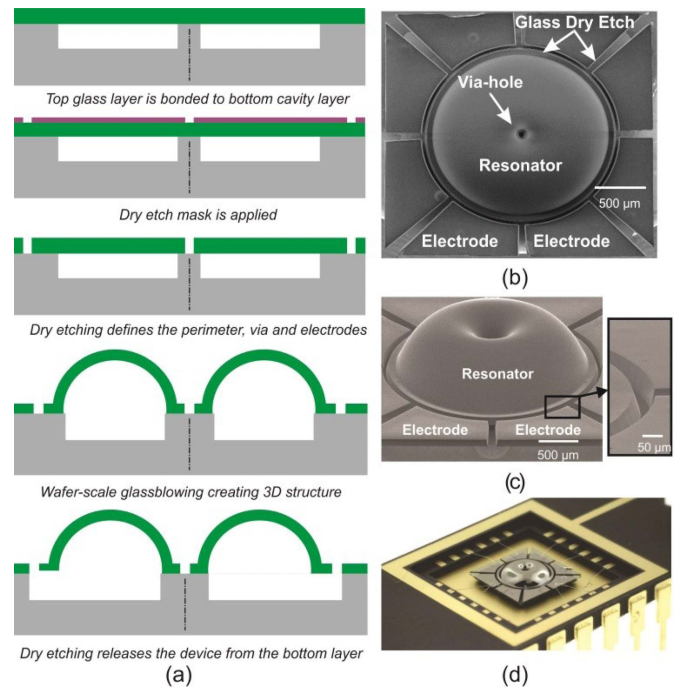 Top glass layer is bonded to bottom cavity layer
Dry etch mask is applied
Dry etching defines the perimeter, via and electrodes
Wafer-scale glassblowing creating 3D structure
Dry etching releases the device from the bottom layer
(a)
Glass Dry Etch
Via-hole
Resonator
500 µm
Electrode Electrode
(b)
Resonator
Electrode Electrode
500 µm
50 µm
(c)
(d)